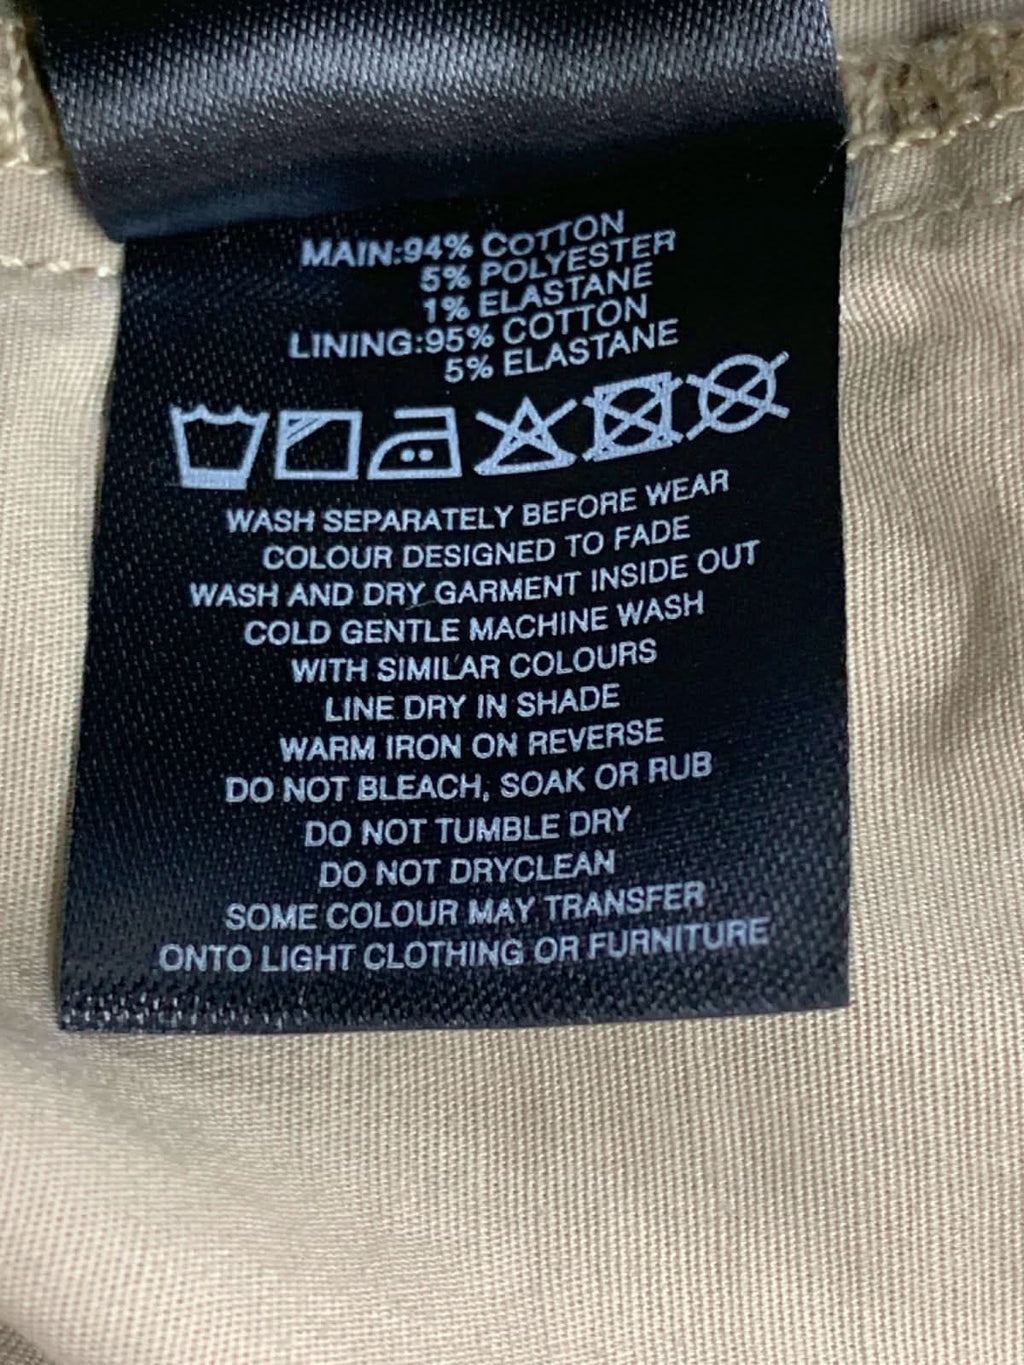 MAIN:94% COTTON
5% POLYESTER
1% ELASTANE
LINING:95% COTTON
5% ELASTANE
WASH SEPARATELY BEFORE WEAR
COLOUR DESIGNED TO FADE
WASH AND DRY GARMENT INSIDE OUT
COLD GENTLE MACHINE WASH
WITH SIMILAR COLOURS
LINE DRY IN SHADE
WARM IRON ON REVERSE
DO NOT BLEACH, SOAK OR RUB
DO NOT TUMBLE DRY
DO NOT DRYCLEAN
SOME COLOUR MAY TRANSFER
ONTO LIGHT CLOTHING OR FURNITURE